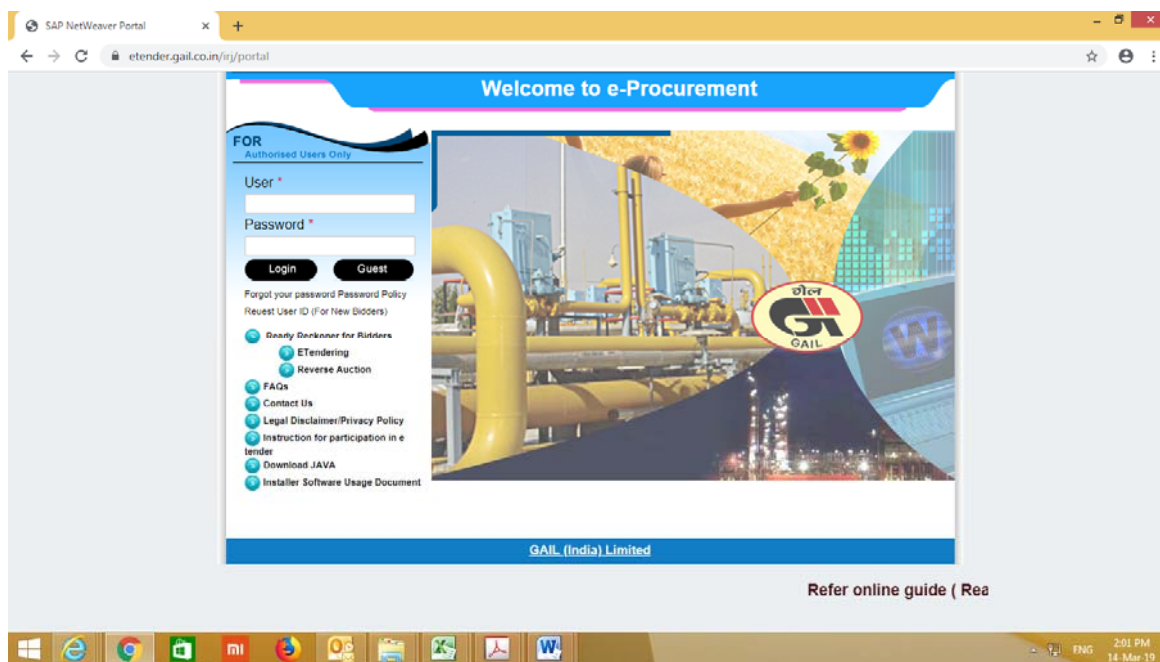 SAP NetWeaver Portal
etender.gail.co.in/irj/portal
Welcome to e-Procurement
FOR
Authorised Users Only
User *
Password *
Login Guest
Forgot your password Password Policy
Reuest User ID (For New Bidders)
Ready Reckoner for Bidders
ETendering
Reverse Auction
FAQs
Contact Us
Legal Disclaimer/Privacy Policy
Instruction for participation in e
tender
Download JAVA
Installer Software Usage Document
गेल
GAIL
W
GAIL (India) Limited
Refer online guide ( Rea
mi
ENG
2:01 PM
14-Mar-19